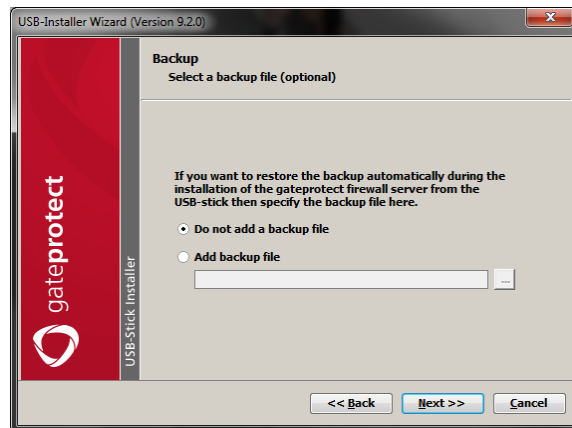 USB-Installer Wizard (Version 9.2.0)
Backup
Select a backup file (optional)
If you want to restore the backup automatically during the
installation of the gateprotect firewall server from the
USB-stick then specify the backup file here.
Do not add a backup file
Add backup file
...
gateprotect
USB-Stick Installer
<< Back
Next >>
Cancel